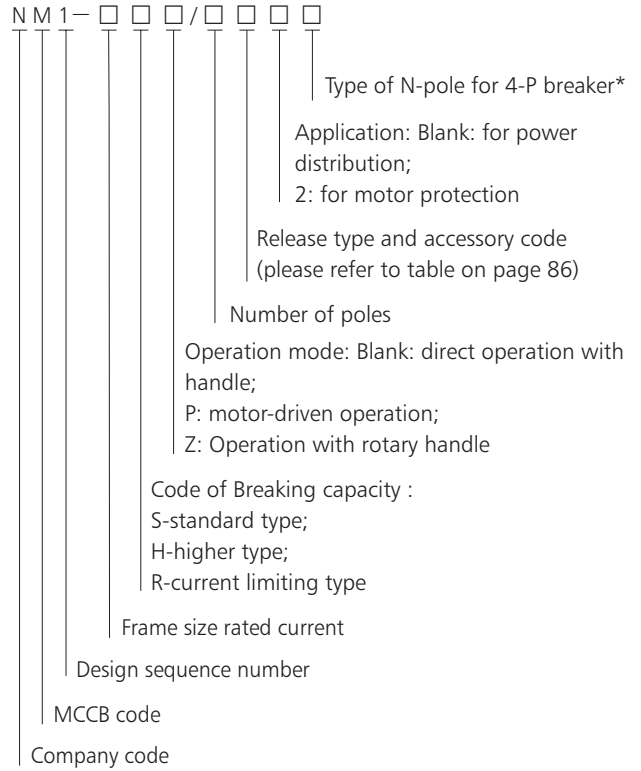 NM1-□□□/□□□□
Type of N-pole for 4-P breaker*
Application: Blank: for power
distribution;
2: for motor protection
Release type and accessory code
(please refer to table on page 86)
Number of poles
Operation mode: Blank: direct operation with
handle;
P: motor-driven operation;
Z: Operation with rotary handle
Code of Breaking capacity :
S-standard type;
H-higher type;
R-current limiting type
Frame size rated current
Design sequence number
MCCB code
Company code